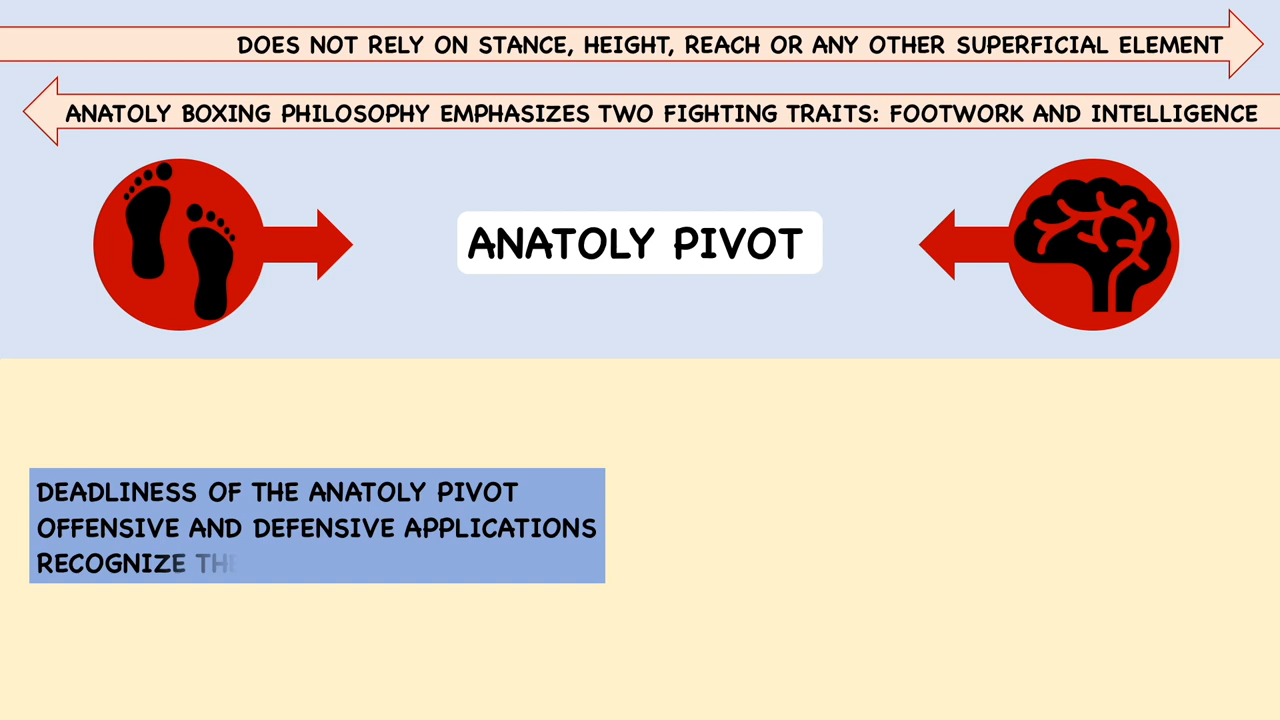 DOES NOT RELY ON STANCE, HEIGHT, REACH OR ANY OTHER SUPERFICIAL ELEMENT
ANATOLY BOXING PHILOSOPHY EMPHASIZES TWO FIGHTING TRAITS: FOOTWORK AND INTELLIGENCE
ANATOLY PIVOT
DEADLINESS OF THE ANATOLY PIVOT
OFFENSIVE AND DEFENSIVE APPLICATIONS
RECOGNIZE THE